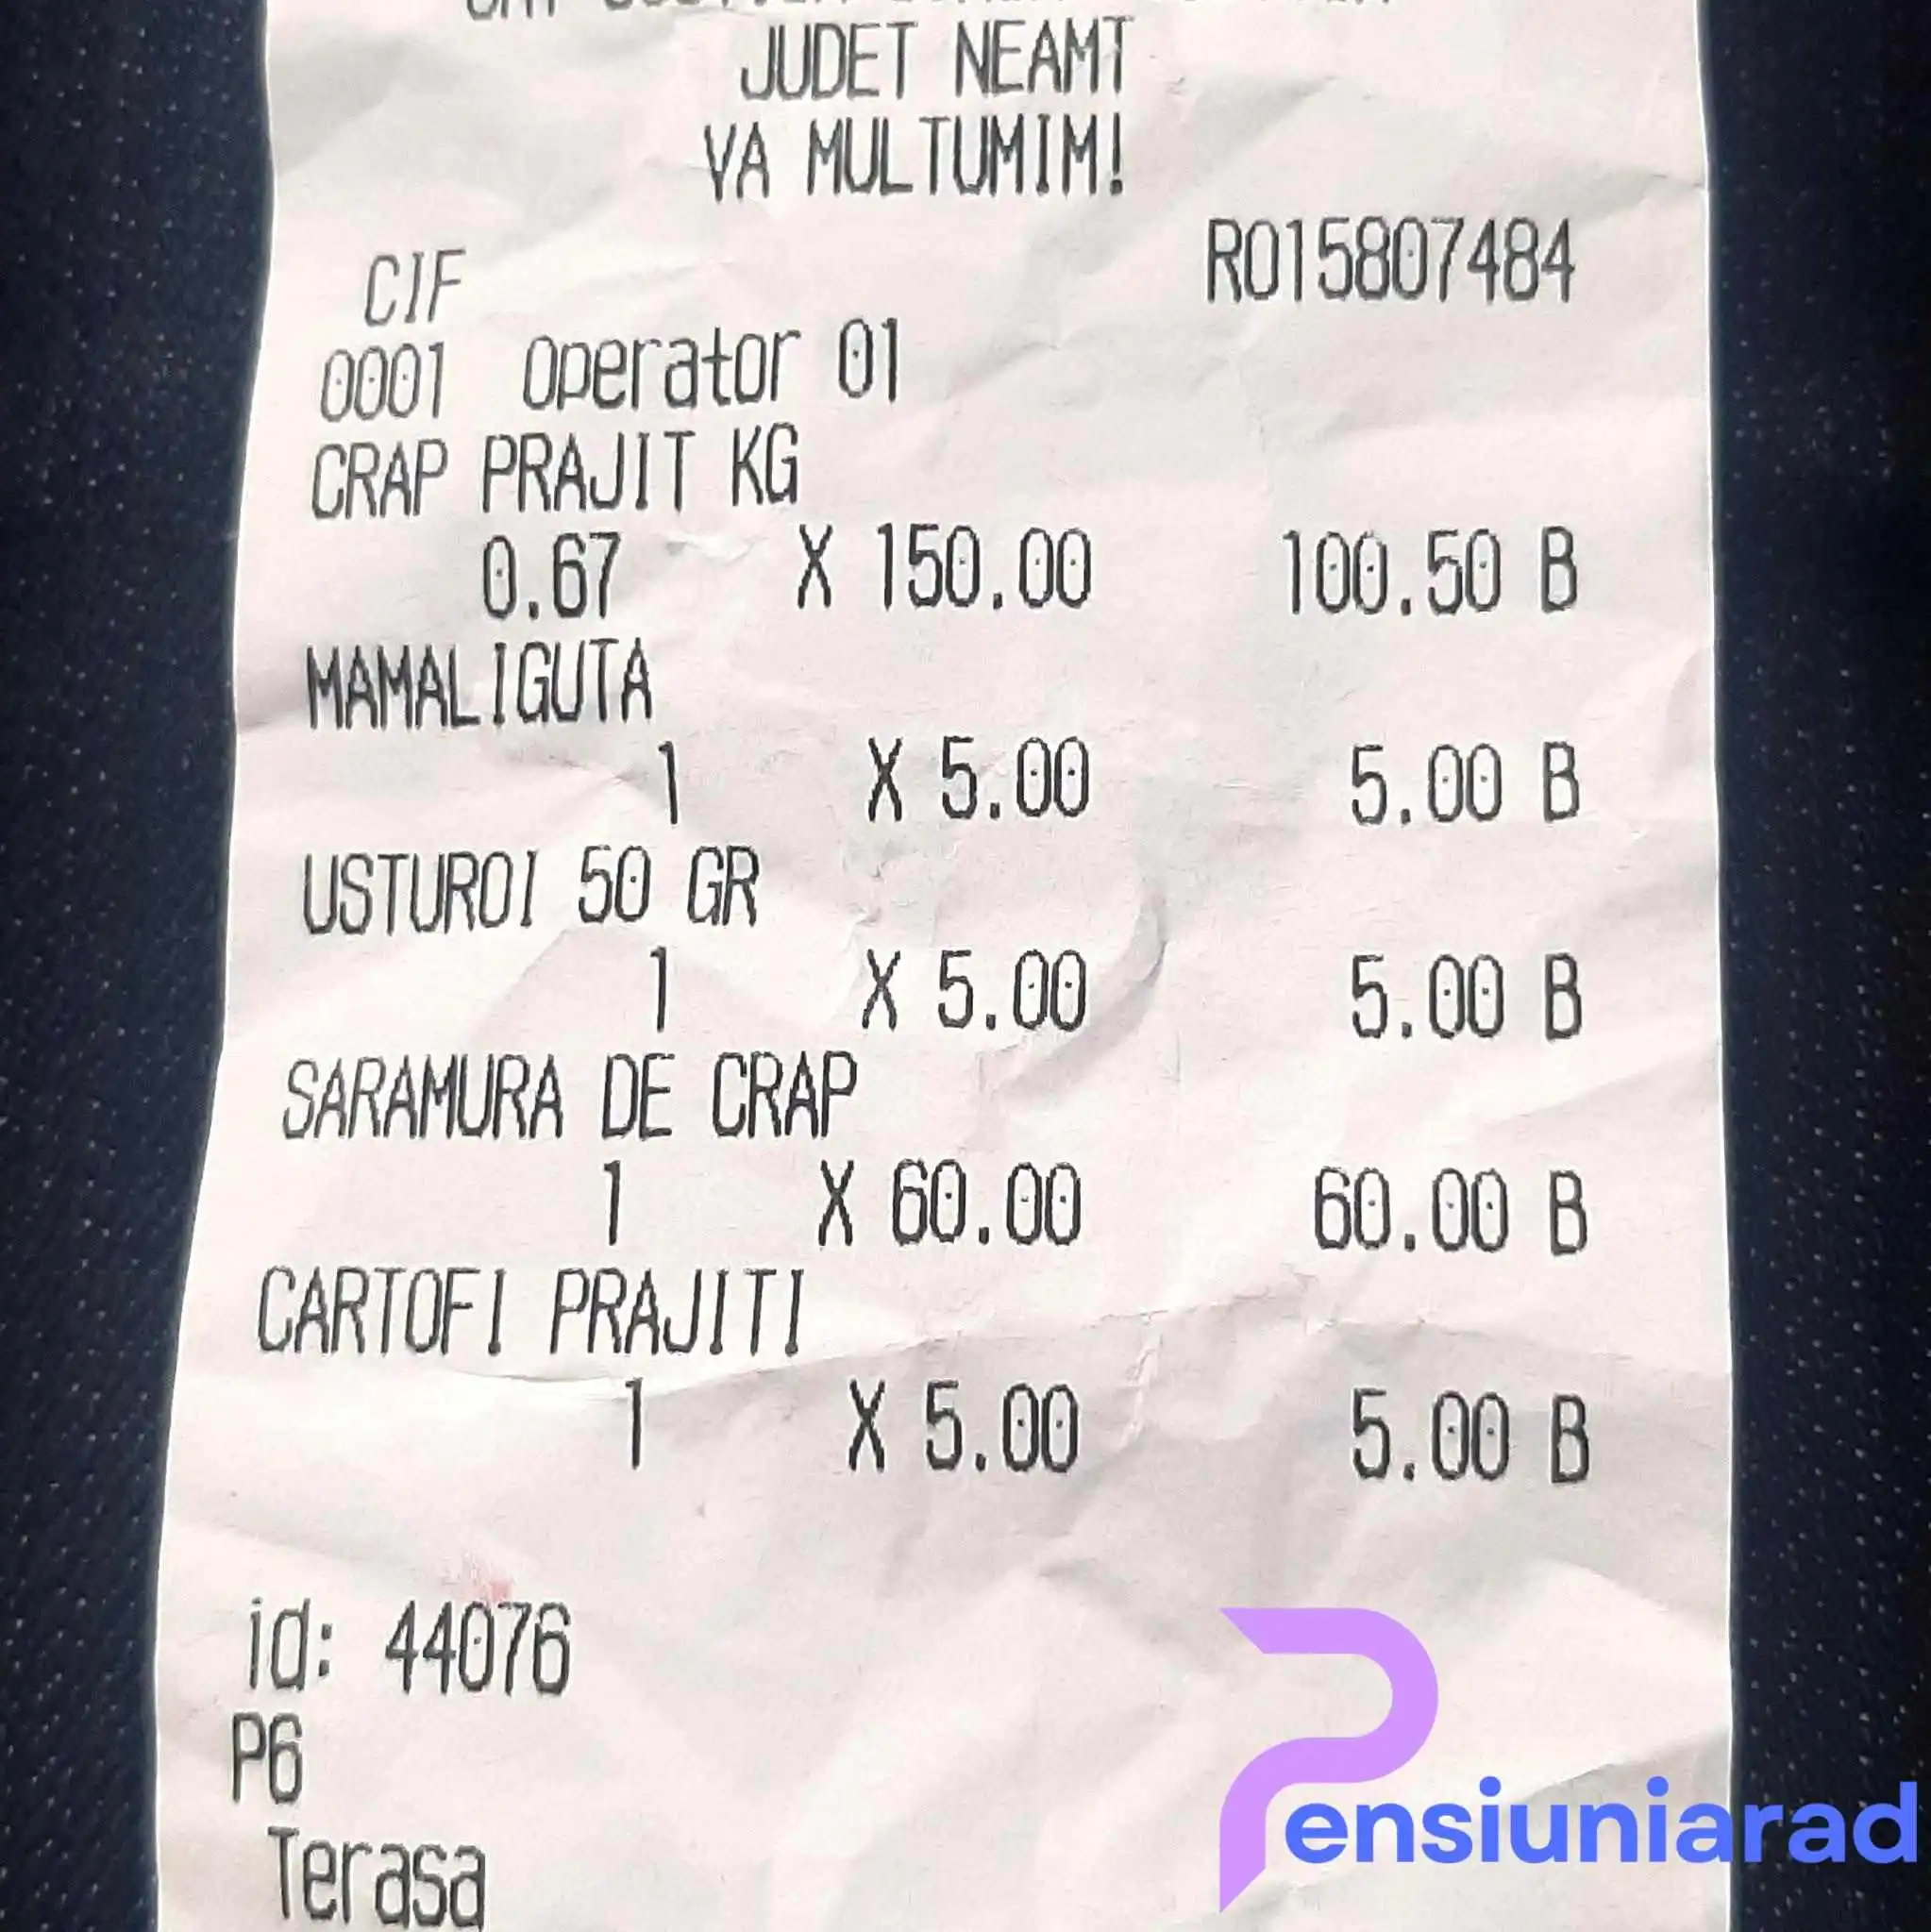 JUDET NEAMT
VA MULTUMIM!
CIF RO15807484
0001 Operator 01
CRAP PRAJIT KG
0.67 X 150.00 100.50 B
MAMALIGUTA
1 X 5.00 5.00 B
USTUROI 50 GR
1 X 5.00 5.00 B
SARAMURA DE CRAP
1 X 60.00 60.00 B
CARTOFI PRAJITI
1 X 5.00 5.00 B
id: 44076
P6
Terasa
Pensiuniarad